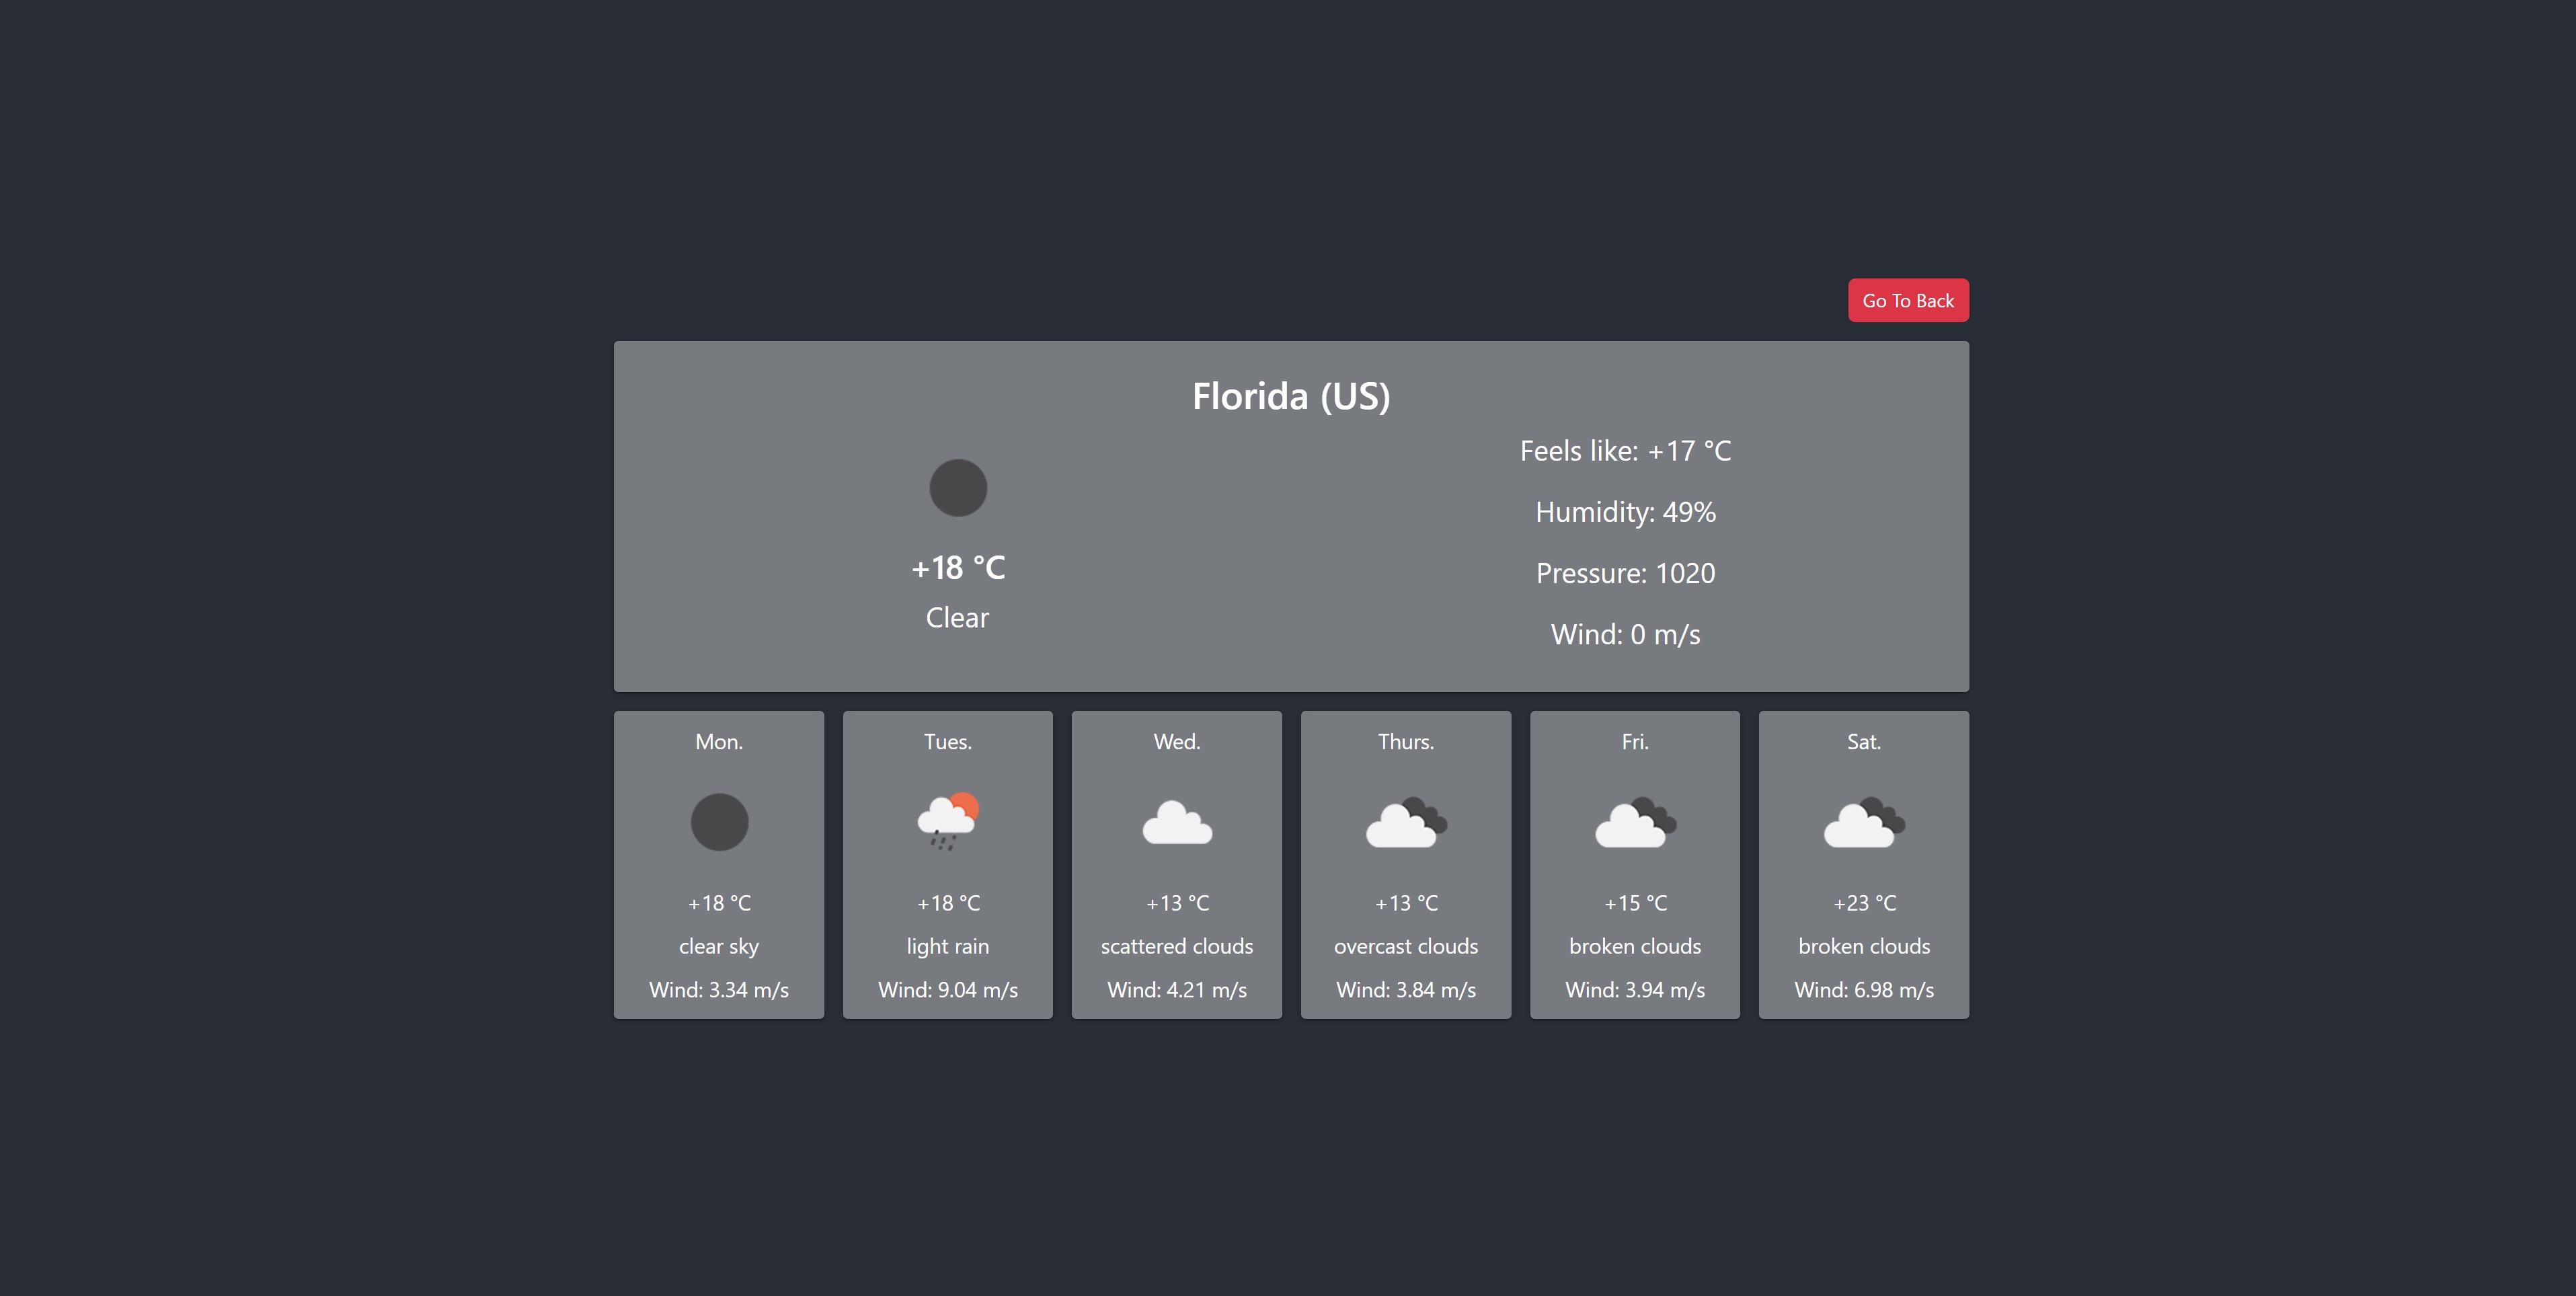 Go To Back
Florida (US)
+18 °C
Clear
Feels like: +17 °C
Humidity: 49%
Pressure: 1020
Wind: 0 m/s
Mon.
+18 °C
clear sky
Wind: 3.34 m/s
Tues.
+18 °C
light rain
Wind: 9.04 m/s
Wed.
+13 °C
scattered clouds
Wind: 4.21 m/s
Thurs.
+13 °C
overcast clouds
Wind: 3.84 m/s
Fri.
+15 °C
broken clouds
Wind: 3.94 m/s
Sat.
+23 °C
broken clouds
Wind: 6.98 m/s